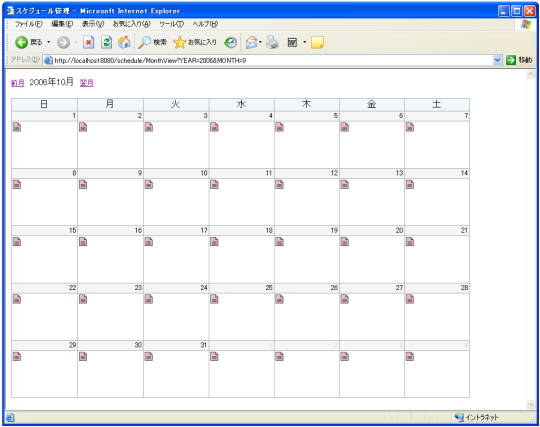 スケジュール管理 - Microsoft Internet Explorer
ファイル(F) 編集(E) 表示(V) お気に入り(A) ツール(T) ヘルプ(H)
戻る 検索 お気に入り
アドレス(D) http://localhost:8080/schedule/MonthView?YEAR=2006&MONTH=9 移動
前月 2006年10月 翌月
日 月 火 水 木 金 土
1 2 3 4 5 6 7
8 9 10 11 12 13 14
15 16 17 18 19 20 21
22 23 24 25 26 27 28
29 30 31 1 2 3 4
イントラネット